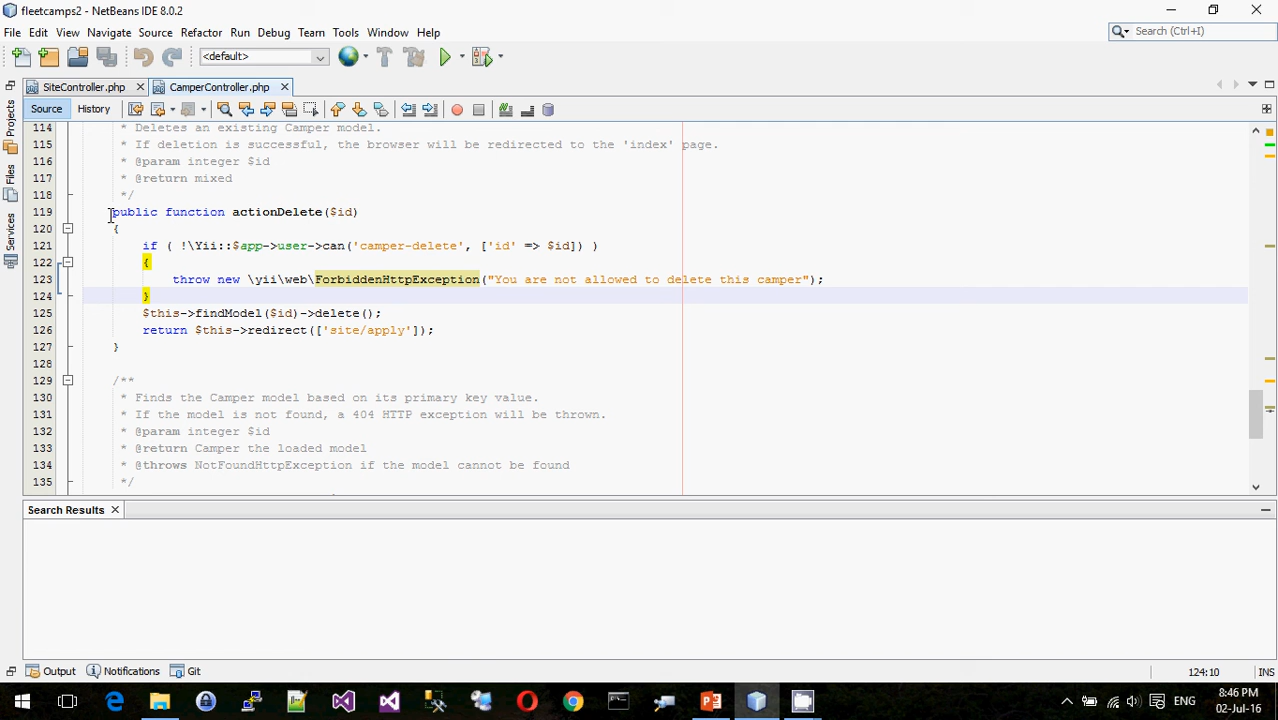 fleetcamps2 - NetBeans IDE 8.0.2
File Edit View Navigate Source Refactor Run Debug Team Tools Window Help
Search (Ctrl+I)
<default>
SiteController.php
CamperController.php
Source History
Projects
Files
Services
114 * Deletes an existing Camper model.
115 * If deletion is successful, the browser will be redirected to the 'index' page.
116 * @param integer $id
117 * @return mixed
118 */
119 public function actionDelete($id)
120 {
121 if ( !\Yii::$app->user->can('camper-delete', ['id' => $id]) )
122 {
123 throw new \yii\web\ForbiddenHttpException("You are not allowed to delete this camper");
124 }
125 $this->findModel($id)->delete();
126 return $this->redirect(['site/apply']);
127 }
128
129 /**
130 * Finds the Camper model based on its primary key value.
131 * If the model is not found, a 404 HTTP exception will be thrown.
132 * @param integer $id
133 * @return Camper the loaded model
134 * @throws NotFoundHttpException if the model cannot be found
135 */
Search Results
Output Notifications Git
124:10 INS
ENG
8:46 PM
02-Jul-16